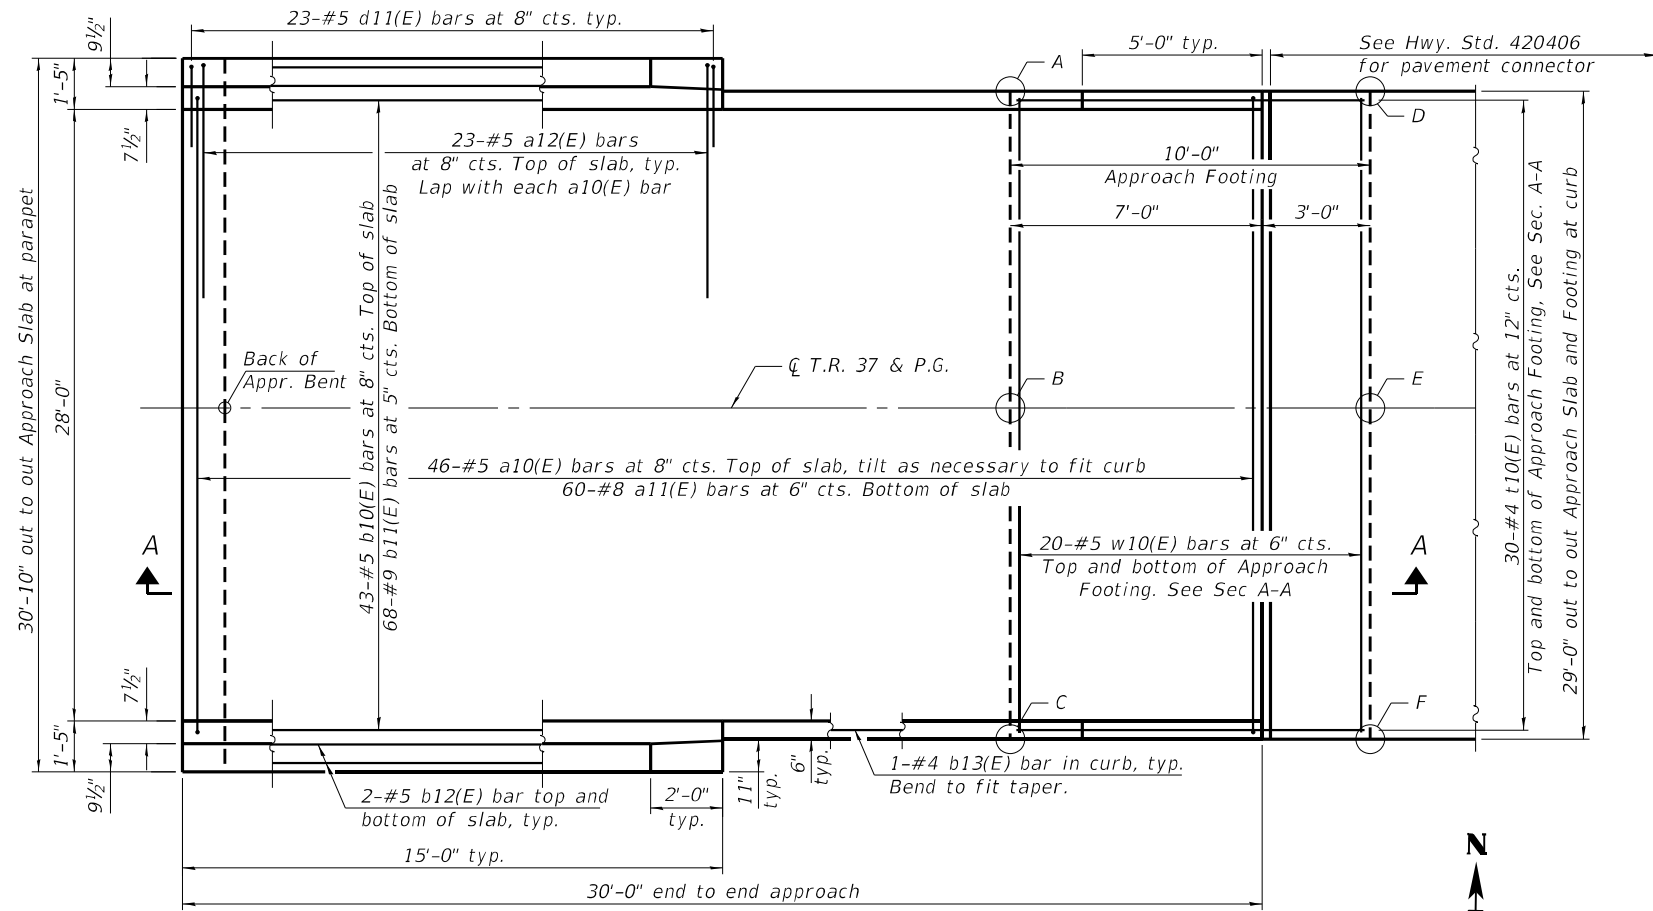 23-#5 d11(E) bars at 8" cts. typ.
9½"
1'-5"
7½"
5'-0" typ.
See Hwy. Std. 420406
for pavement connector
A
D
23-#5 a12(E) bars
at 8" cts. Top of slab, typ.
Lap with each a10(E) bar
10'-0"
Approach Footing
7'-0"
3'-0"
30'-10" out to out Approach Slab at parapet
28'-0"
43-#5 b10(E) bars at 8" cts. Top of slab
68-#9 b11(E) bars at 5" cts. Bottom of slab
30-#4 t10(E) bars at 12" cts.
Top and bottom of Approach Footing, See Sec. A-A
29'-0" out to out Approach Slab and Footing at curb
Back of
Appr. Bent
℄ T.R. 37 & P.G.
B
E
46-#5 a10(E) bars at 8" cts. Top of slab, tilt as necessary to fit curb
60-#8 a11(E) bars at 6" cts. Bottom of slab
A
A
20-#5 w10(E) bars at 6" cts.
Top and bottom of Approach
Footing. See Sec A-A
7½"
1'-5"
9½"
C
F
6"
typ.
11"
typ.
1-#4 b13(E) bar in curb, typ.
Bend to fit taper.
2-#5 b12(E) bar top and
bottom of slab, typ.
2'-0"
typ.
15'-0" typ.
30'-0" end to end approach
N